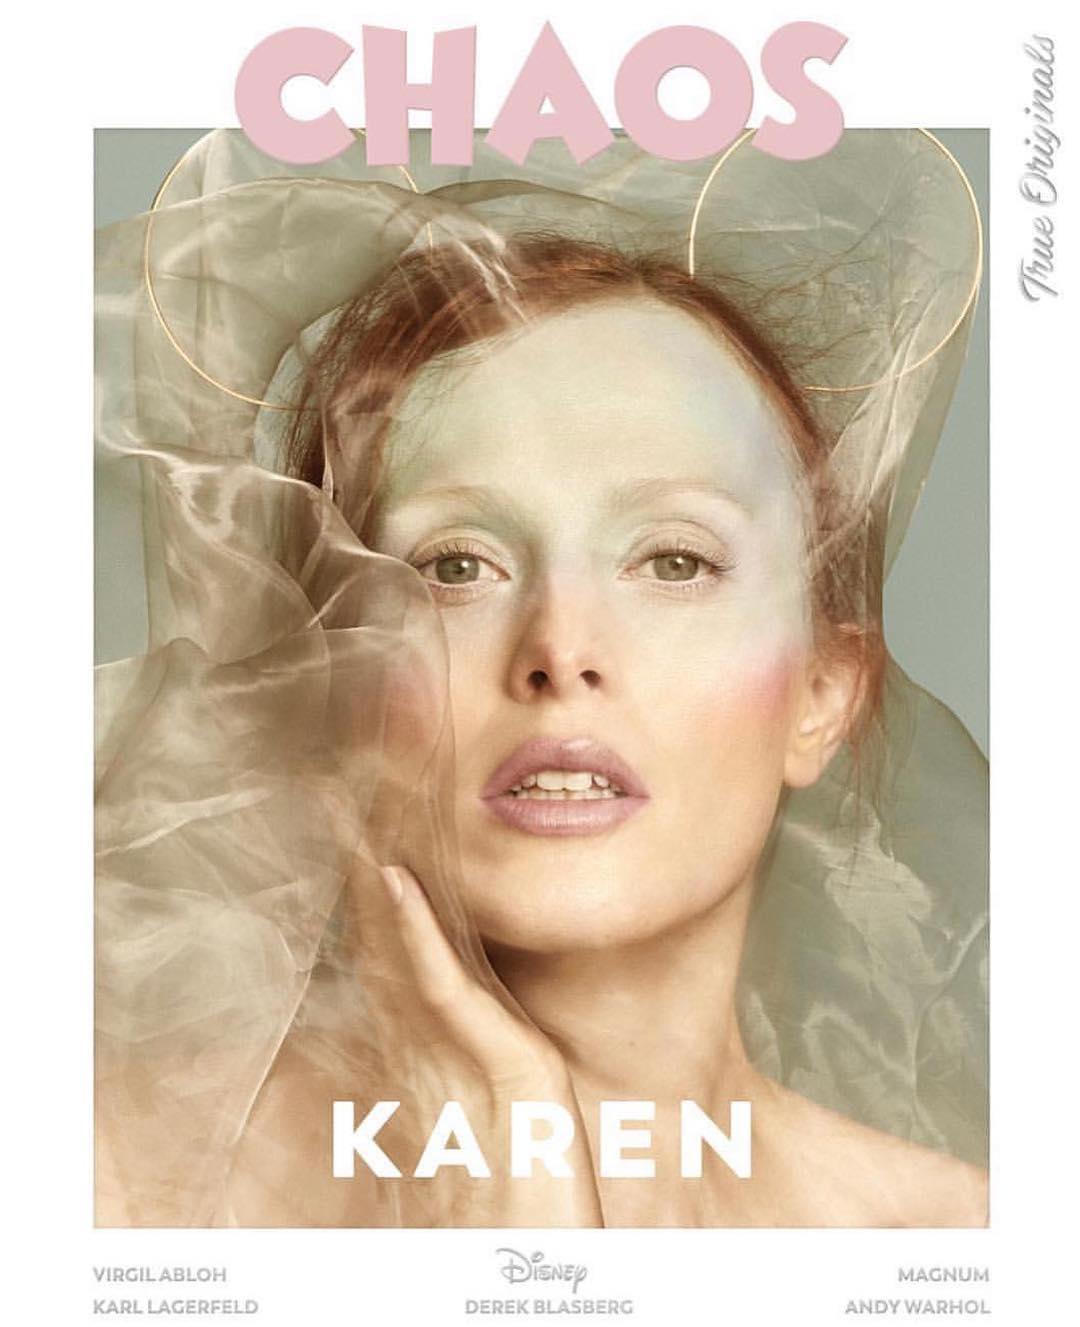 CHAOS
True Originals
KAREN
VIRGIL ABLOH
KARL LAGERFELD
Disney
DEREK BLASBERG
MAGNUM
ANDY WARHOL